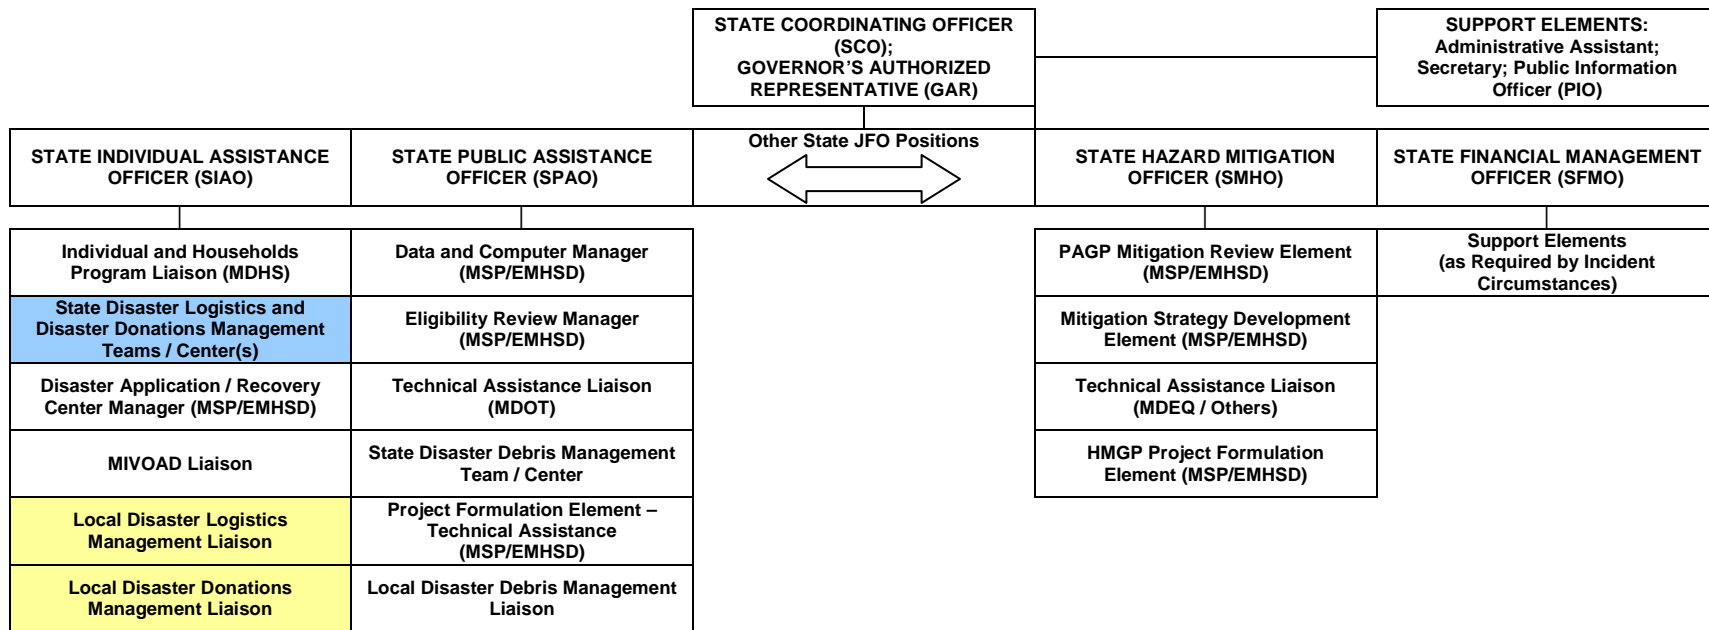 STATE COORDINATING OFFICER
(SCO);
GOVERNOR'S AUTHORIZED
REPRESENTATIVE (GAR)
SUPPORT ELEMENTS:
Administrative Assistant;
Secretary; Public Information
Officer (PIO)
STATE INDIVIDUAL ASSISTANCE
OFFICER (SIAO)
STATE PUBLIC ASSISTANCE
OFFICER (SPAO)
Other State JFO Positions
STATE HAZARD MITIGATION
OFFICER (SMHO)
STATE FINANCIAL MANAGEMENT
OFFICER (SFMO)
Individual and Households
Program Liaison (MDHS)
State Disaster Logistics and
Disaster Donations Management
Teams / Center(s)
Disaster Application / Recovery
Center Manager (MSP/EMHSD)
MIVOAD Liaison
Local Disaster Logistics
Management Liaison
Local Disaster Donations
Management Liaison
Data and Computer Manager
(MSP/EMHSD)
Eligibility Review Manager
(MSP/EMHSD)
Technical Assistance Liaison
(MDOT)
State Disaster Debris Management
Team / Center
Project Formulation Element –
Technical Assistance
(MSP/EMHSD)
Local Disaster Debris Management
Liaison
PAGP Mitigation Review Element
(MSP/EMHSD)
Mitigation Strategy Development
Element (MSP/EMHSD)
Technical Assistance Liaison
(MDEQ / Others)
HMGP Project Formulation
Element (MSP/EMHSD)
Support Elements
(as Required by Incident
Circumstances)